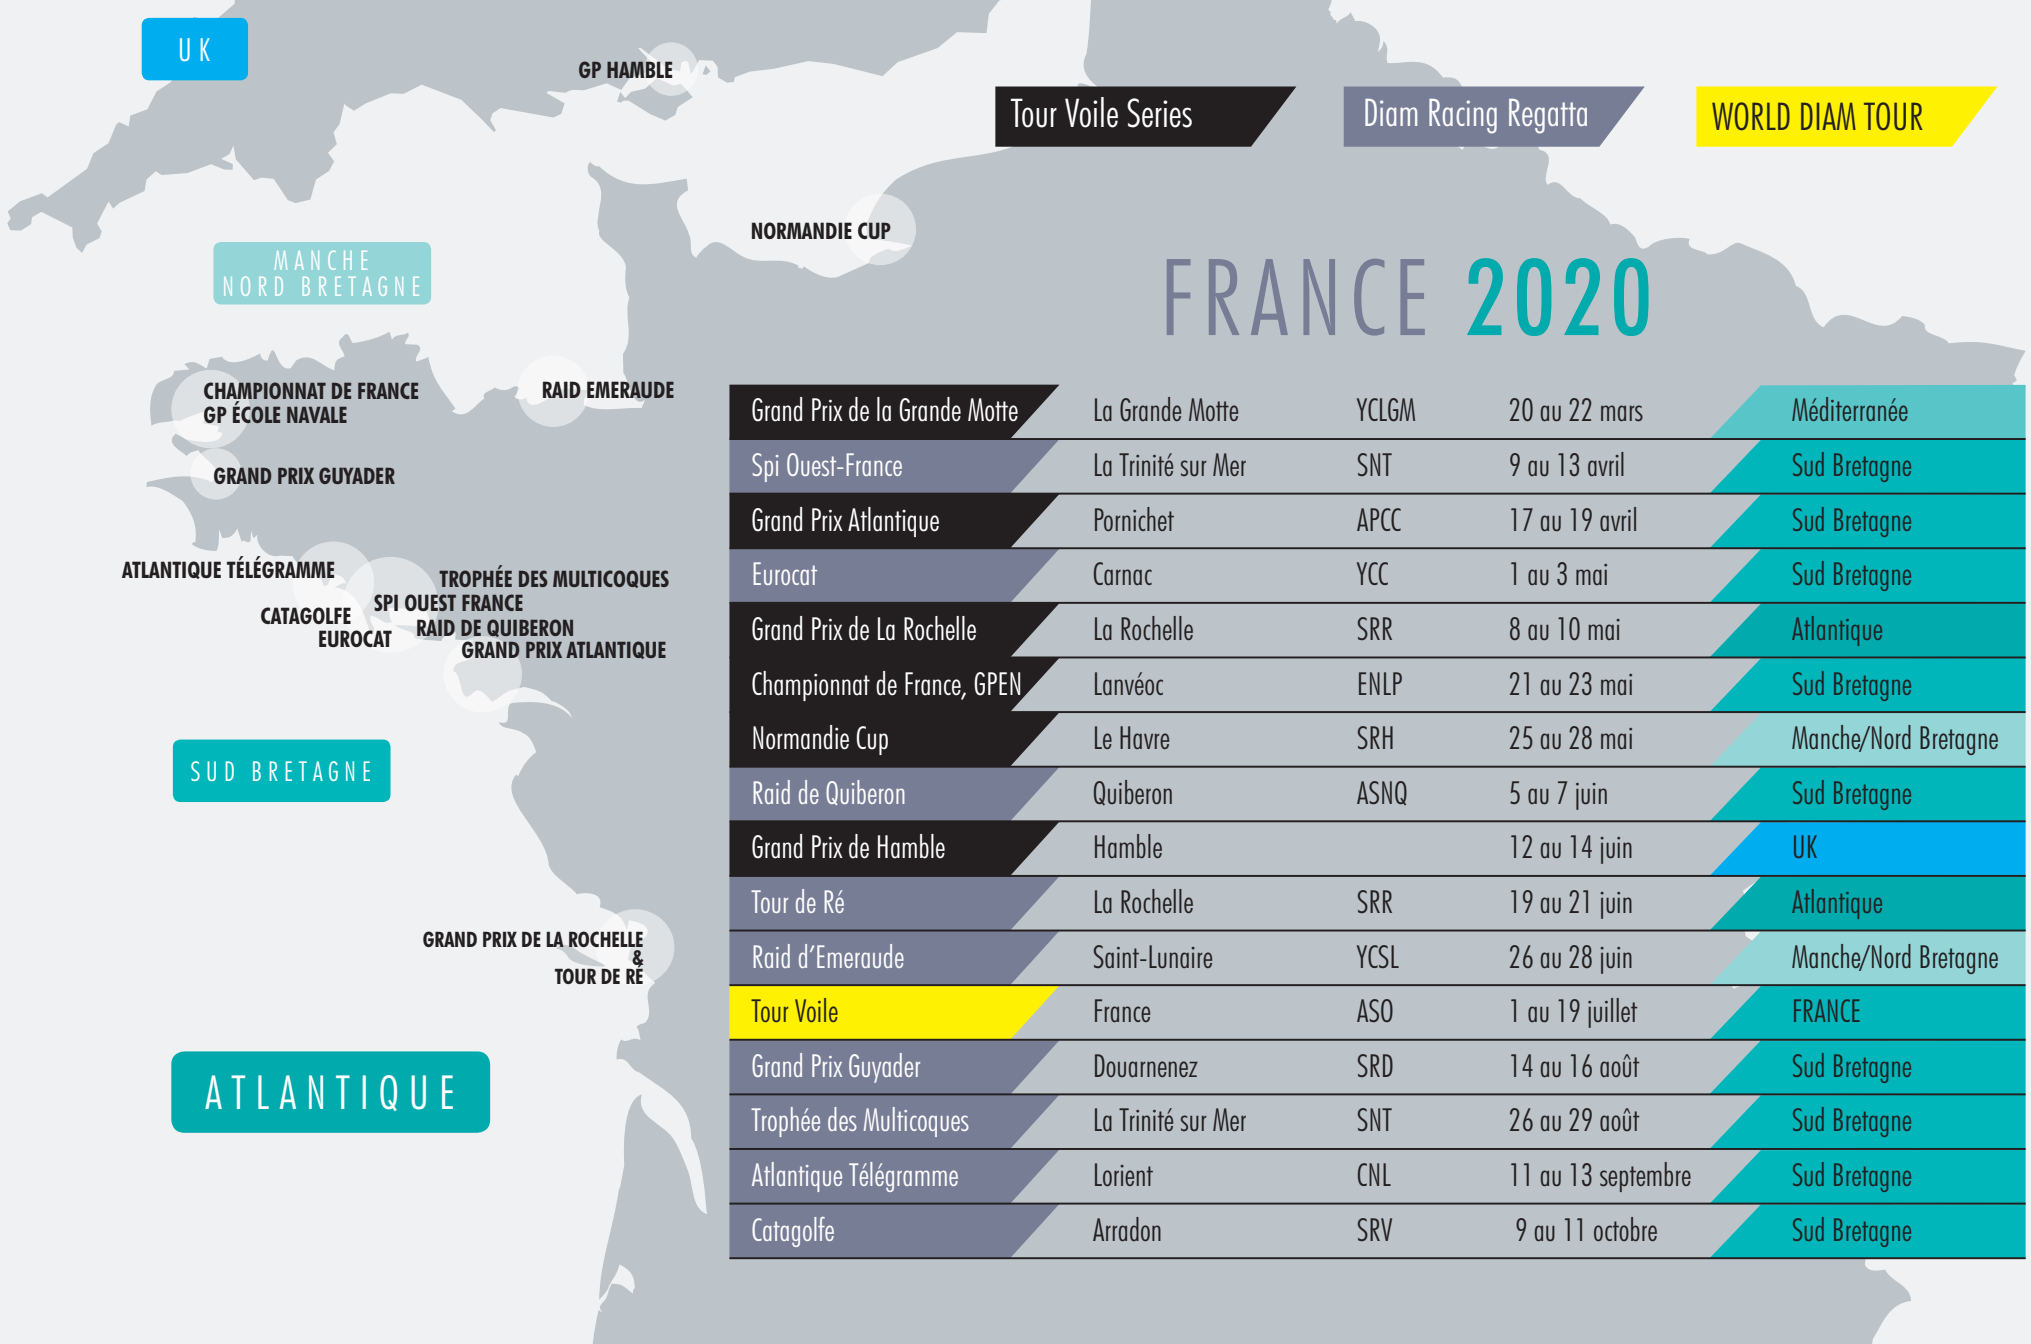 UK
GP HAMBLE
Tour Voile Series
Diam Racing Regatta
WORLD DIAM TOUR
NORMANDIE CUP
MANCHE
NORD BRETAGNE
FRANCE 2020
CHAMPIONNAT DE FRANCE
GP ÉCOLE NAVALE
RAID EMERAUDE
GRAND PRIX GUYADER
ATLANTIQUE TÉLÉGRAMME
TROPHÉE DES MULTICOQUES
SPI OUEST FRANCE
CATAGOLFE
RAID DE QUIBERON
EUROCAT
GRAND PRIX ATLANTIQUE
SUD BRETAGNE
GRAND PRIX DE LA ROCHELLE
&
TOUR DE RÉ
ATLANTIQUE
Grand Prix de la Grande Motte La Grande Motte YCLGM 20 au 22 mars Méditerranée
Spi Ouest-France La Trinité sur Mer SNT 9 au 13 avril Sud Bretagne
Grand Prix Atlantique Pornichet APCC 17 au 19 avril Sud Bretagne
Eurocat Carnac YCC 1 au 3 mai Sud Bretagne
Grand Prix de La Rochelle La Rochelle SRR 8 au 10 mai Atlantique
Championnat de France, GPEN Lanvéoc ENLP 21 au 23 mai Sud Bretagne
Normandie Cup Le Havre SRH 25 au 28 mai Manche/Nord Bretagne
Raid de Quiberon Quiberon ASNQ 5 au 7 juin Sud Bretagne
Grand Prix de Hamble Hamble 12 au 14 juin UK
Tour de Ré La Rochelle SRR 19 au 21 juin Atlantique
Raid d'Emeraude Saint-Lunaire YCSL 26 au 28 juin Manche/Nord Bretagne
Tour Voile France ASO 1 au 19 juillet FRANCE
Grand Prix Guyader Douarnenez SRD 14 au 16 août Sud Bretagne
Trophée des Multicoques La Trinité sur Mer SNT 26 au 29 août Sud Bretagne
Atlantique Télégramme Lorient CNL 11 au 13 septembre Sud Bretagne
Catagolfe Arradon SRV 9 au 11 octobre Sud Bretagne